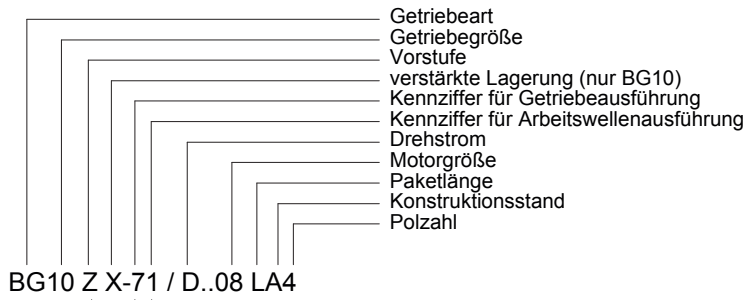 Getriebeart
Getriebegröße
Vorstufe
verstärkte Lagerung (nur BG10)
Kennziffer für Getriebeausführung
Kennziffer für Arbeitswellenausführung
Drehstrom
Motorgröße
Paketlänge
Konstruktionsstand
Polzahl
BG10 Z X-71 / D..08 LA4